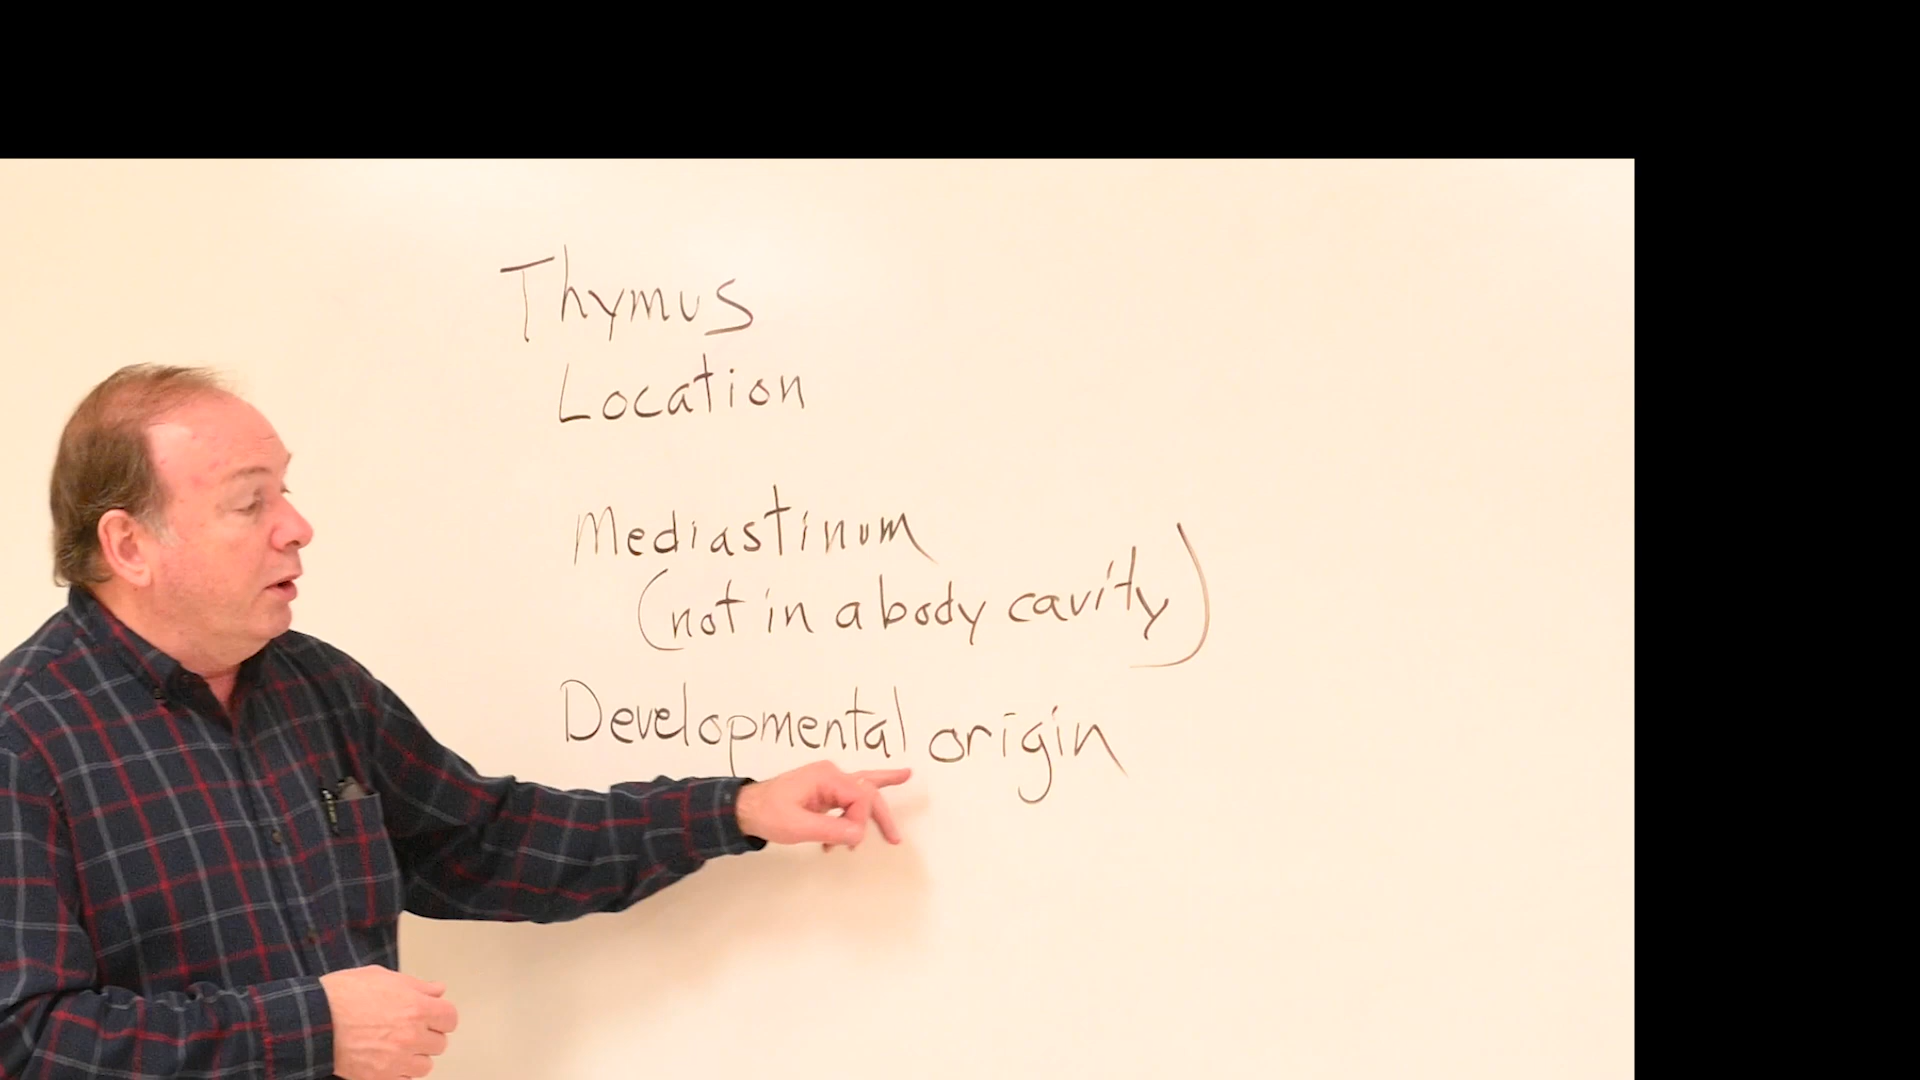 Thymus
Location
Mediastinum
(not in a body cavity)
Developmental origin